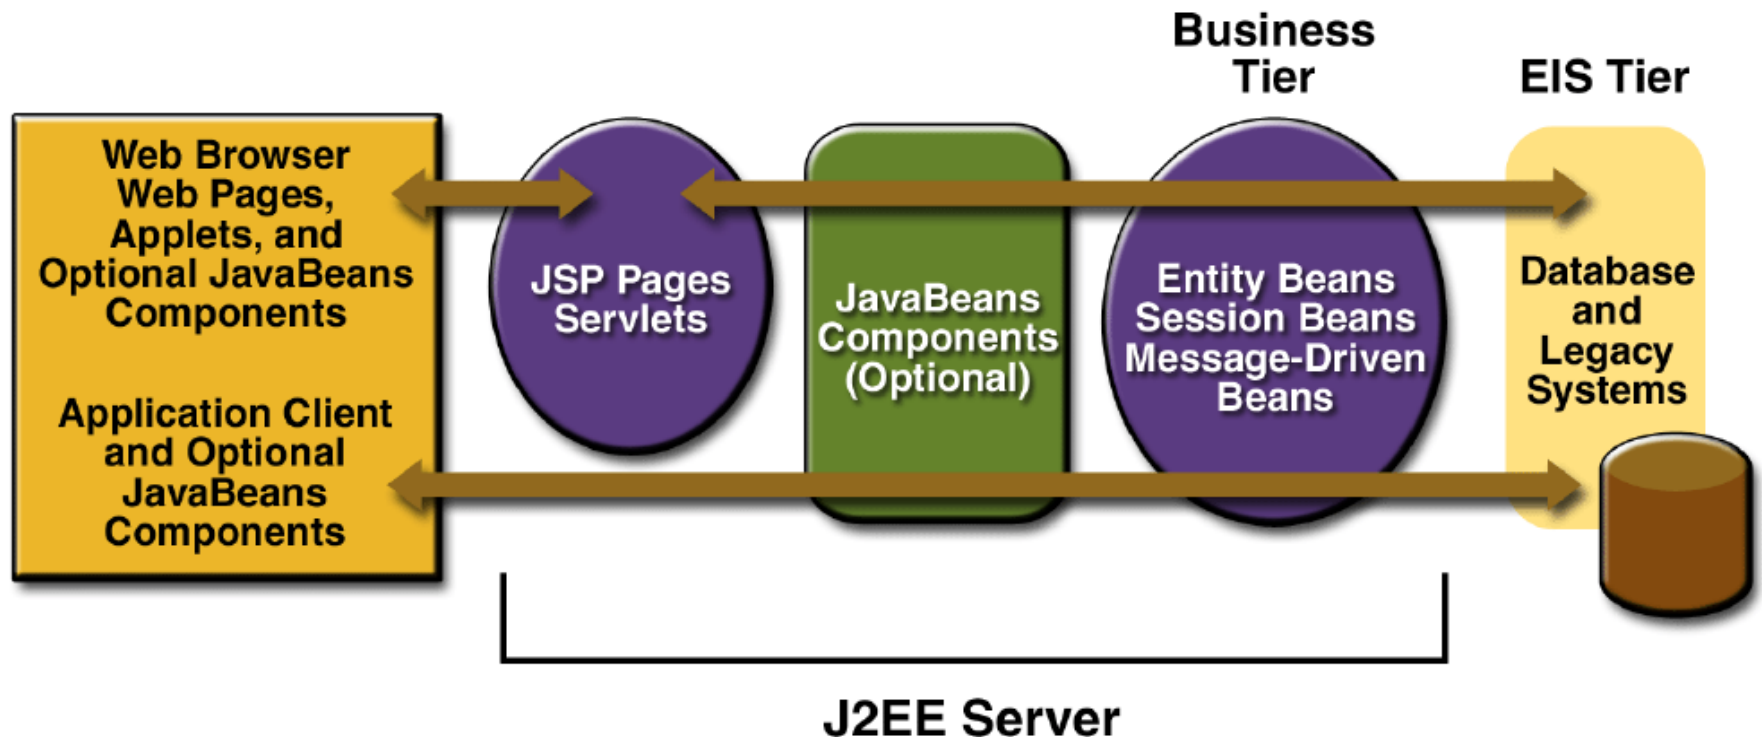 Business
Tier
EIS Tier
Web Browser
Web Pages,
Applets, and
Optional JavaBeans
Components
Application Client
and Optional
JavaBeans
Components
JSP Pages
Servlets
JavaBeans
Components
(Optional)
Entity Beans
Session Beans
Message-Driven
Beans
Database
and
Legacy
Systems
J2EE Server